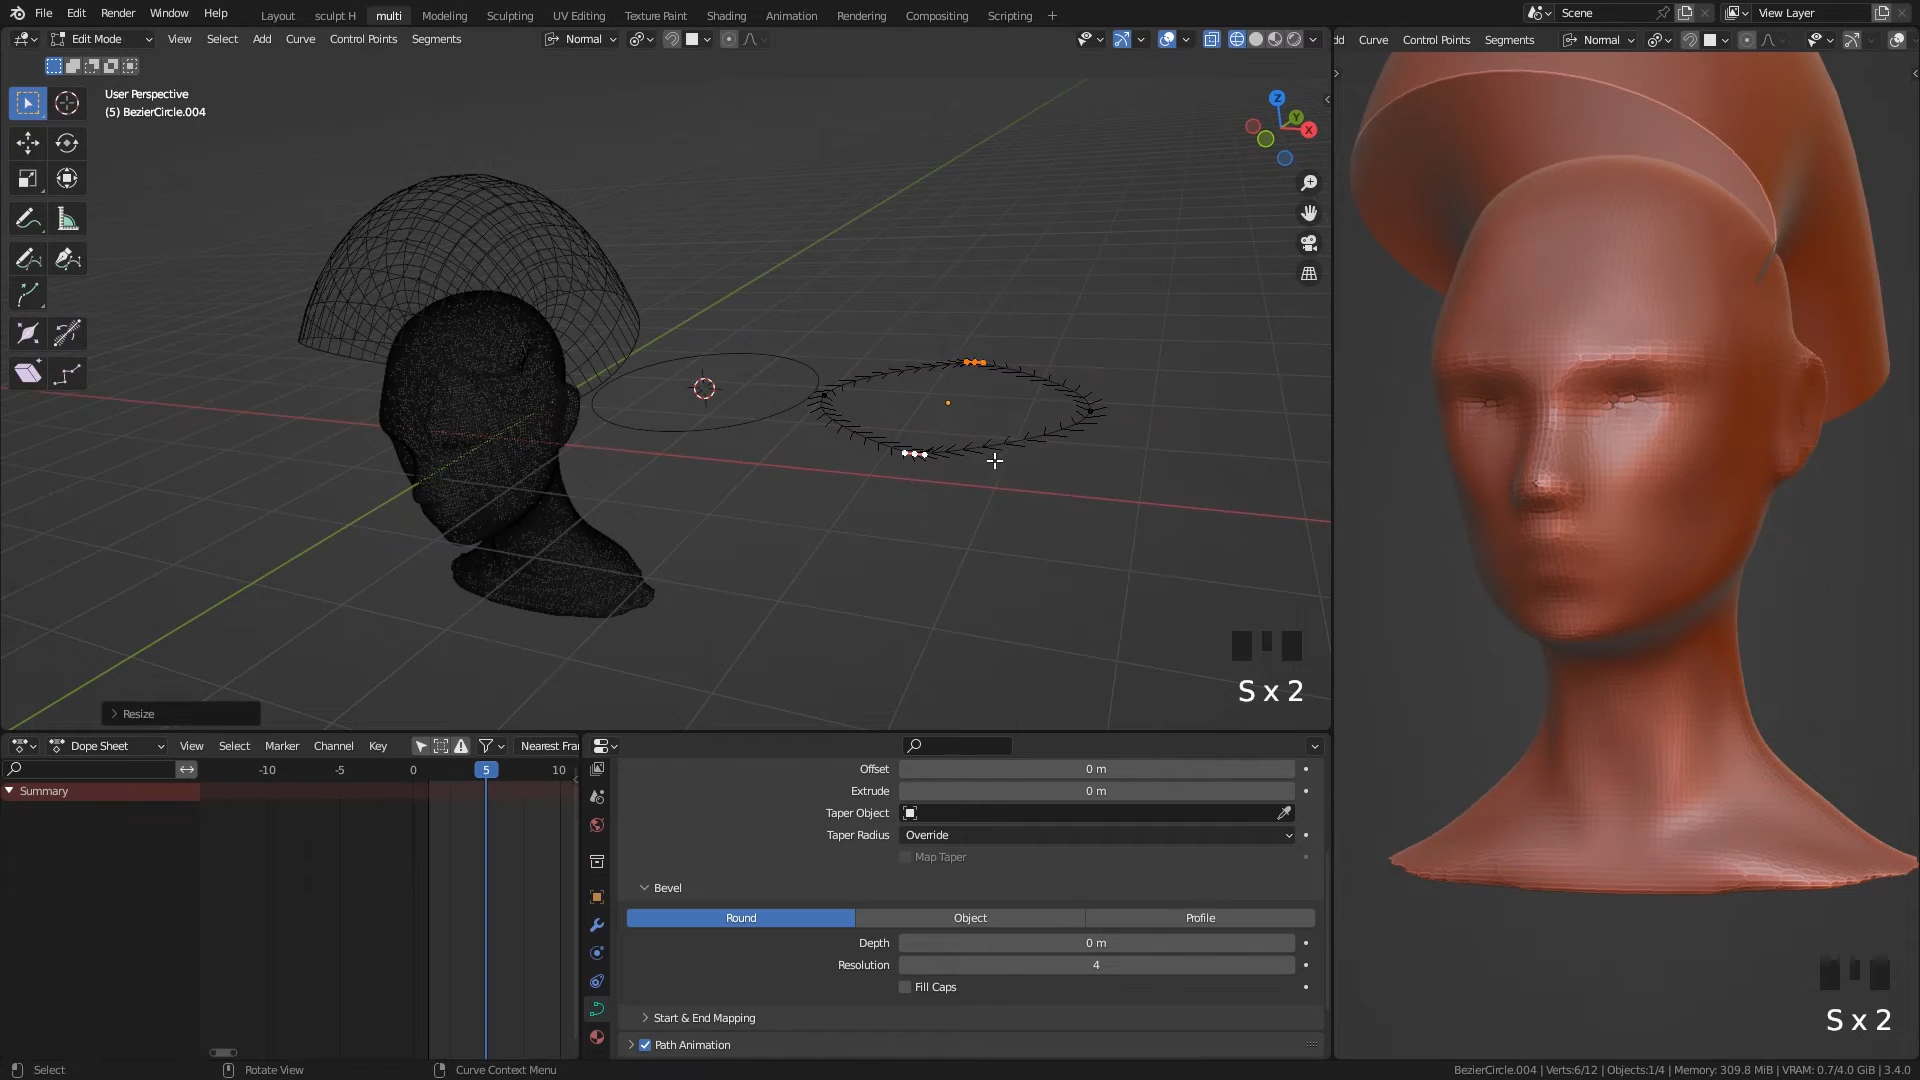 File Edit Render Window Help Layout sculpt H multi Modeling Sculpting UV Editing Texture Paint Shading Animation Rendering Compositing Scripting + Scene View Layer
Edit Mode View Select Add Curve Control Points Segments Normal
dd Curve Control Points Segments Normal
User Perspective
(5) BezierCircle.004
Z
Y
X
S x 2
Resize
Dope Sheet View Select Marker Channel Key Nearest Fra
-10 -5 0 5 10
Summary
Offset 0 m
Extrude 0 m
Taper Object
Taper Radius Override
Map Taper
Bevel
Round Object Profile
Depth 0 m
Resolution 4
Fill Caps
Start & End Mapping
Path Animation
S x 2
Select Rotate View Curve Context Menu BezierCircle.004 | Verts:6/12 | Objects:1/4 | Memory: 309.8 MiB | VRAM: 0.7/4.0 GiB | 3.4.0